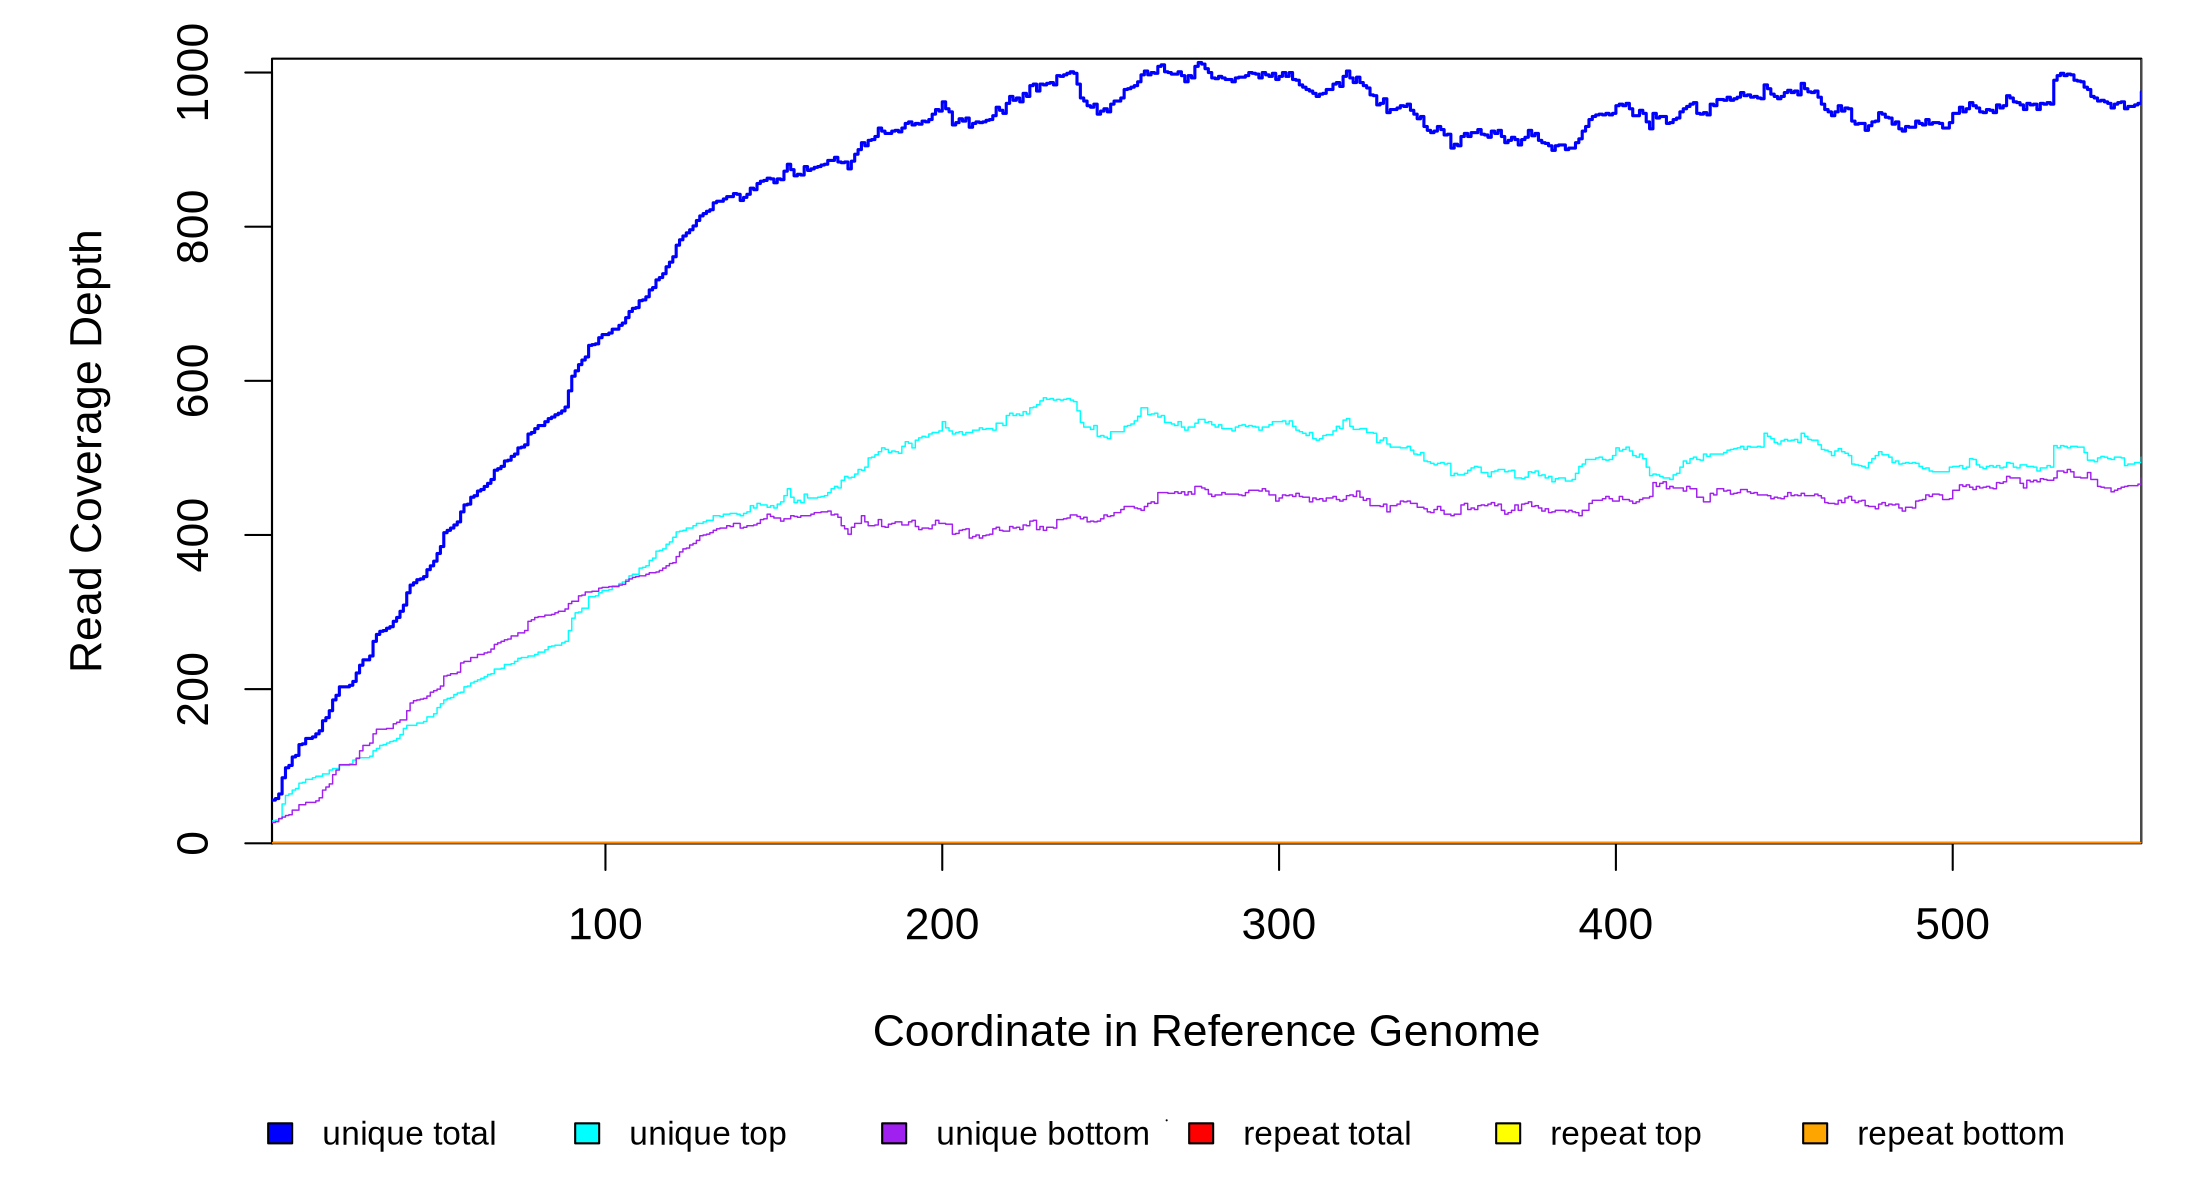 1000
800
600
400
200
0
Read Coverage Depth
100 200 300 400 500
Coordinate in Reference Genome
unique total unique top unique bottom repeat total repeat top repeat bottom